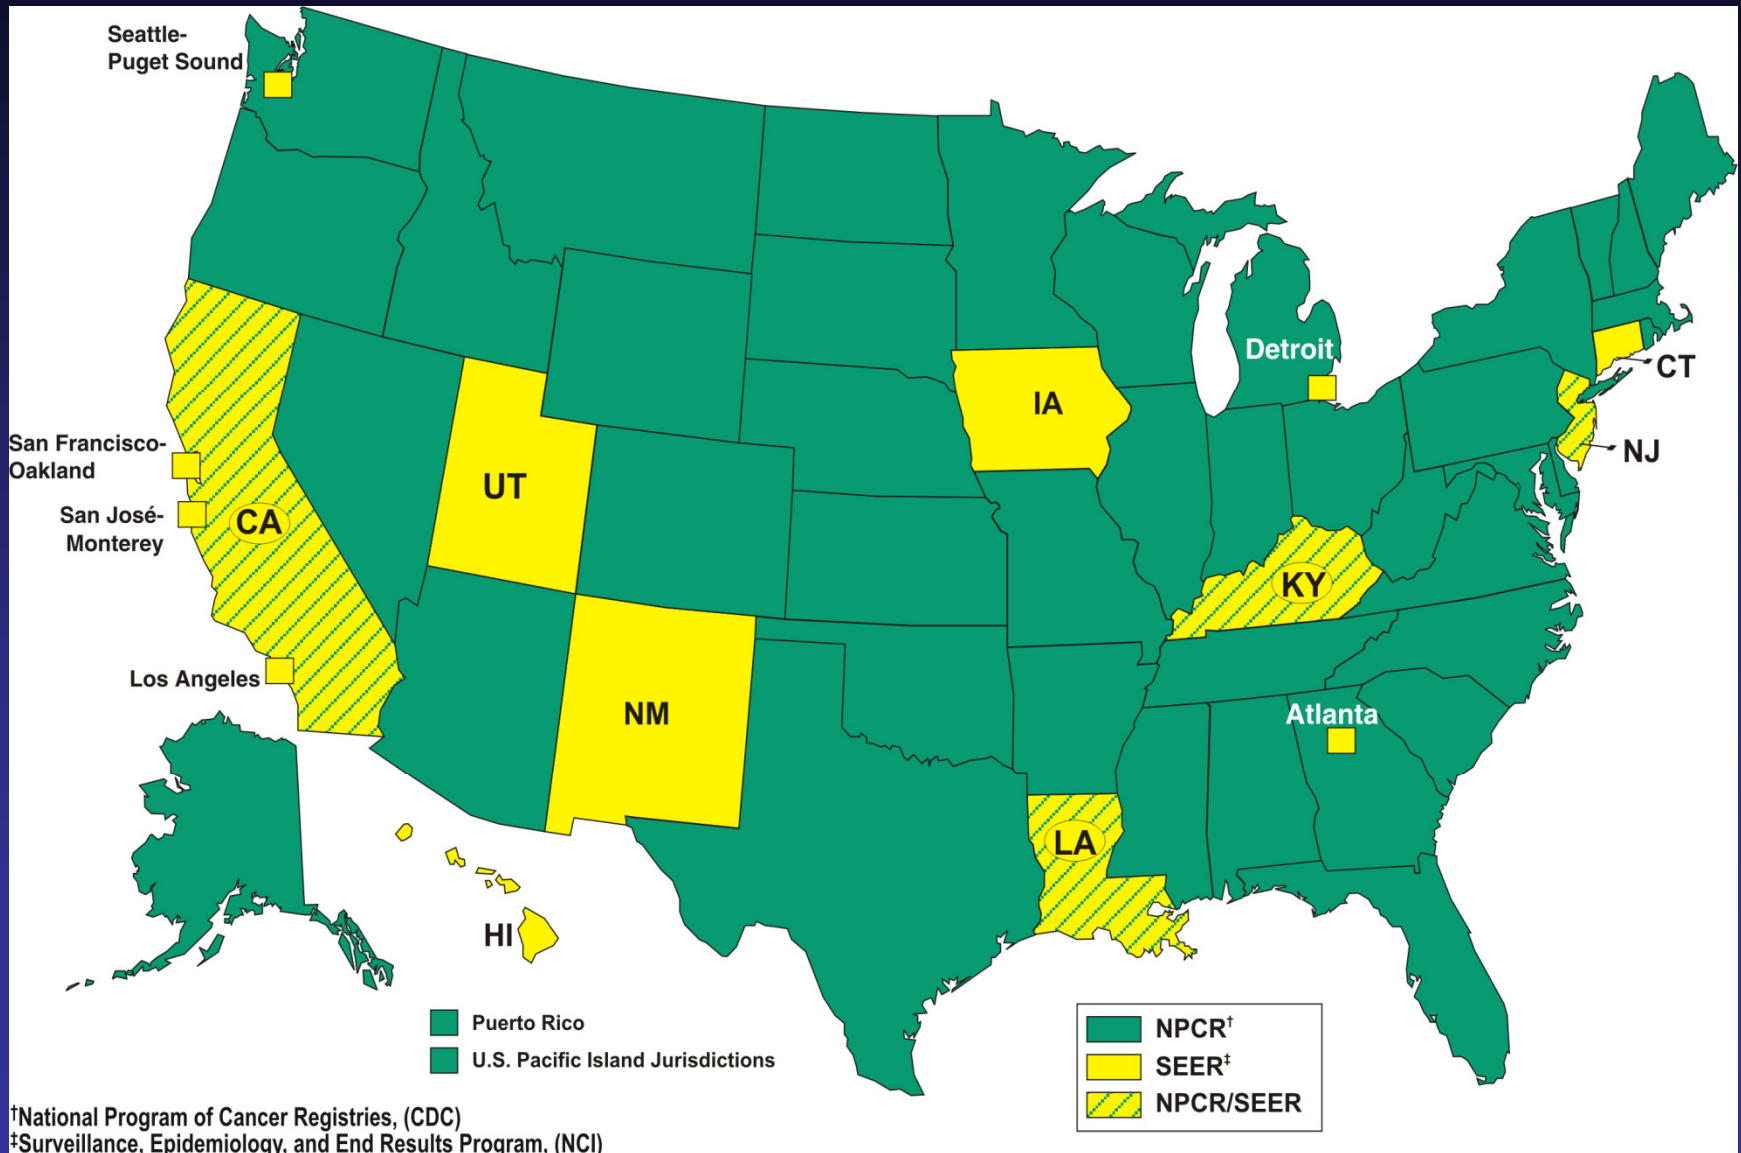 Seattle-
Puget Sound
Detroit
CT
IA
San Francisco-
Oakland
NJ
UT
San José-
Monterey
CA
KY
Los Angeles
NM
Atlanta
LA
HI
Puerto Rico
U.S. Pacific Island Jurisdictions
NPCR†
SEER‡
NPCR/SEER
†National Program of Cancer Registries, (CDC)
‡Surveillance, Epidemiology, and End Results Program, (NCI)